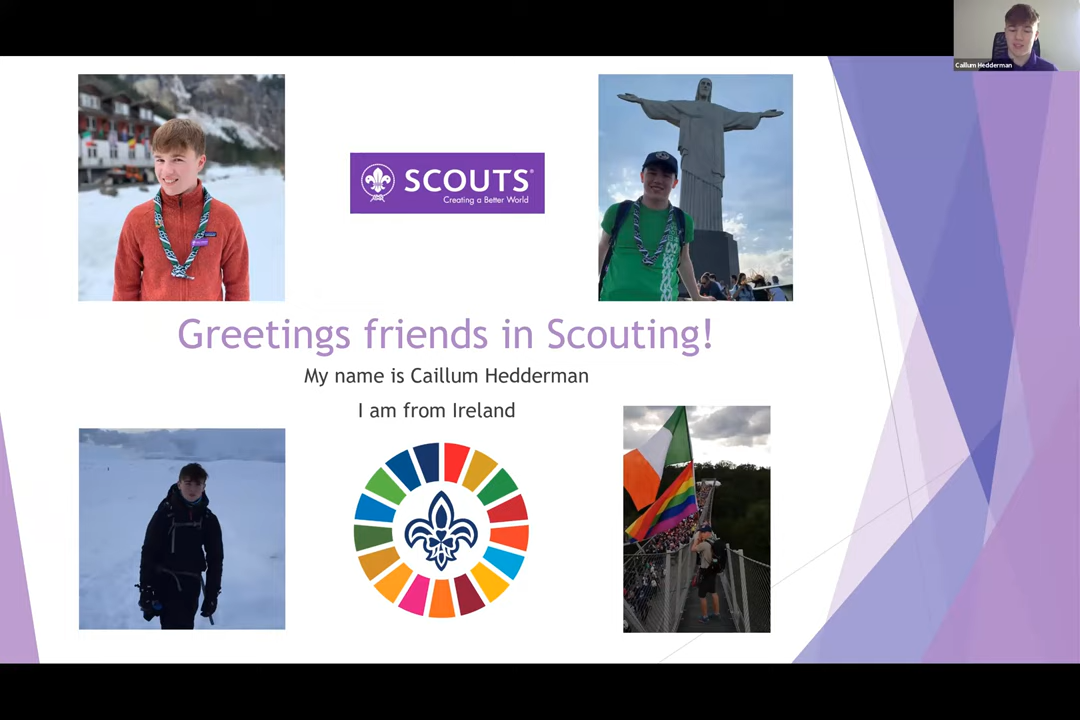 Caillum Hedderman
SCOUTS®
Creating a Better World
Greetings friends in Scouting!
My name is Caillum Hedderman
I am from Ireland